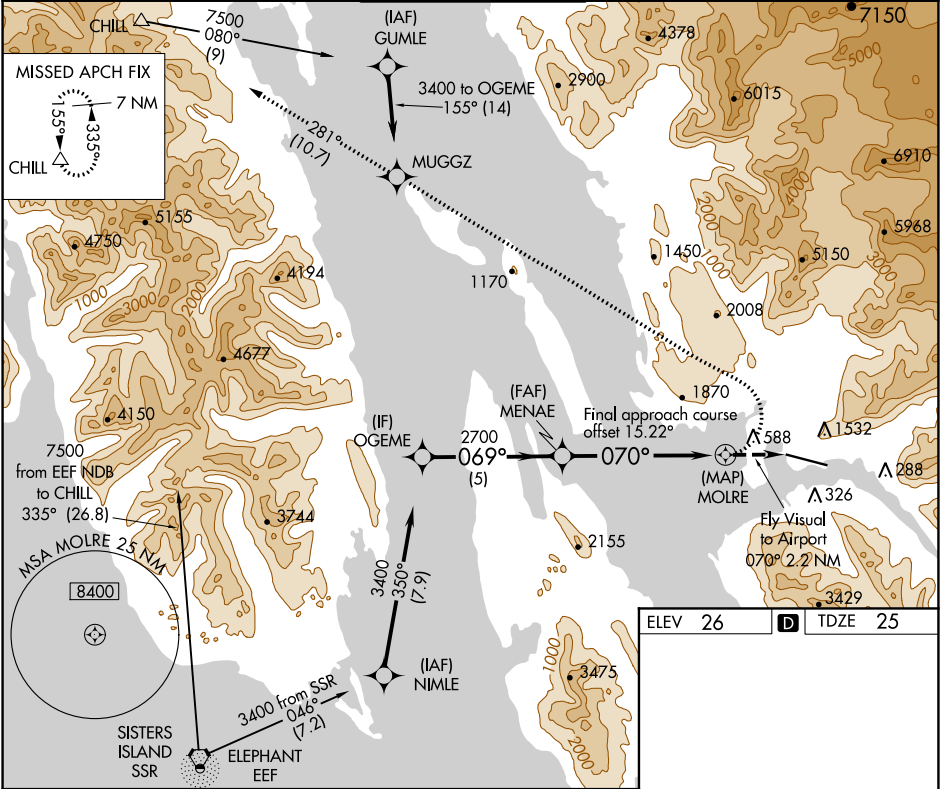 CHILL
7500
080°
(9)
(IAF)
GUMLE
4378
7150
5000
MISSED APCH FIX
7 NM
155°
335°
CHILL
3400 to OGEME
155° (14)
2900
6015
281°
(10.7)
MUGGZ
6910
4000
2000
5155
4750
1000
3000
2000
4194
1170
1450
5150
5968
3000
2008
4677
4150
1870
(IF)
OGEME
(FAF)
MENAE
Final approach course
offset 15.22°
2700
069°
(5)
070°
(MAP)
MOLRE
588
1532
288
326
7500
from EEF NDB
to CHILL
335° (26.8)
3744
Fly Visual
to Airport
070° 2.2 NM
MSA MOLRE 25 NM
8400
3400
350°
(7.9)
2155
3429
ELEV 26
D
TDZE 25
(IAF)
NIMLE
1000
3475
2000
3400 from SSR
046°
(7.2)
SISTERS
ISLAND
SSR
ELEPHANT
EEF